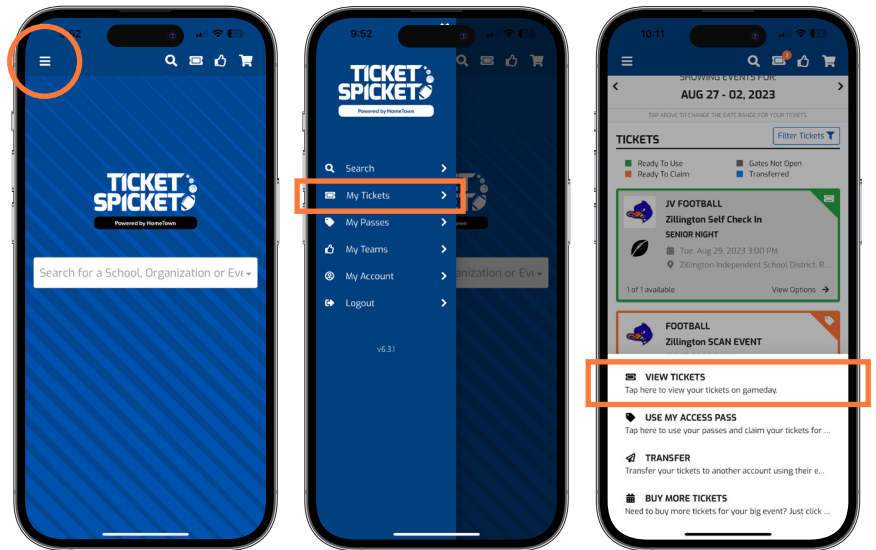 9:52
TICKET
SPICKET
Powered by HomeTown
Search for a School, Organization or Eve
9:52
TICKET
SPICKET
Powered by HomeTown
Search
My Tickets
My Passes
My Teams
My Account
Logout
v6.3.1
anization or Eve
10:11
3
SHOWING EVENTS FOR:
AUG 27 - 02, 2023
TAP ABOVE TO CHANGE THE DATE RANGE FOR YOUR TICKETS.
TICKETS
Filter Tickets
Ready To Use
Gates Not Open
Ready To Claim
Transferred
JV FOOTBALL
Zillington Self Check In
SENIOR NIGHT
Tue, Aug 29, 2023 3:00 PM
Zillington Independent School District, R...
1 of 1 available
View Options
FOOTBALL
Zillington SCAN EVENT
VIEW TICKETS
Tap here to view your tickets on gameday.
USE MY ACCESS PASS
Tap here to use your passes and claim your tickets for ...
TRANSFER
Transfer your tickets to another account using their e...
BUY MORE TICKETS
Need to buy more tickets for your big event? Just click ...